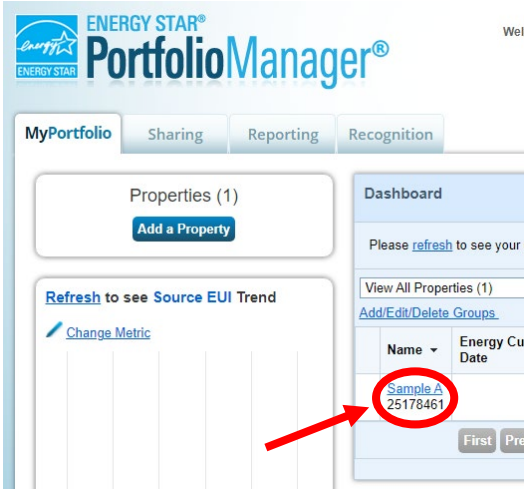 ENERGY STAR®
PortfolioManager®
energy
ENERGY STAR
Wel
MyPortfolio
Sharing
Reporting
Recognition
Properties (1)
Add a Property
Refresh to see Source EUI Trend
Change Metric
Dashboard
Please refresh to see your
View All Properties (1)
Add/Edit/Delete Groups
Name
Energy Cu
Date
Sample A
25178461
First Pre